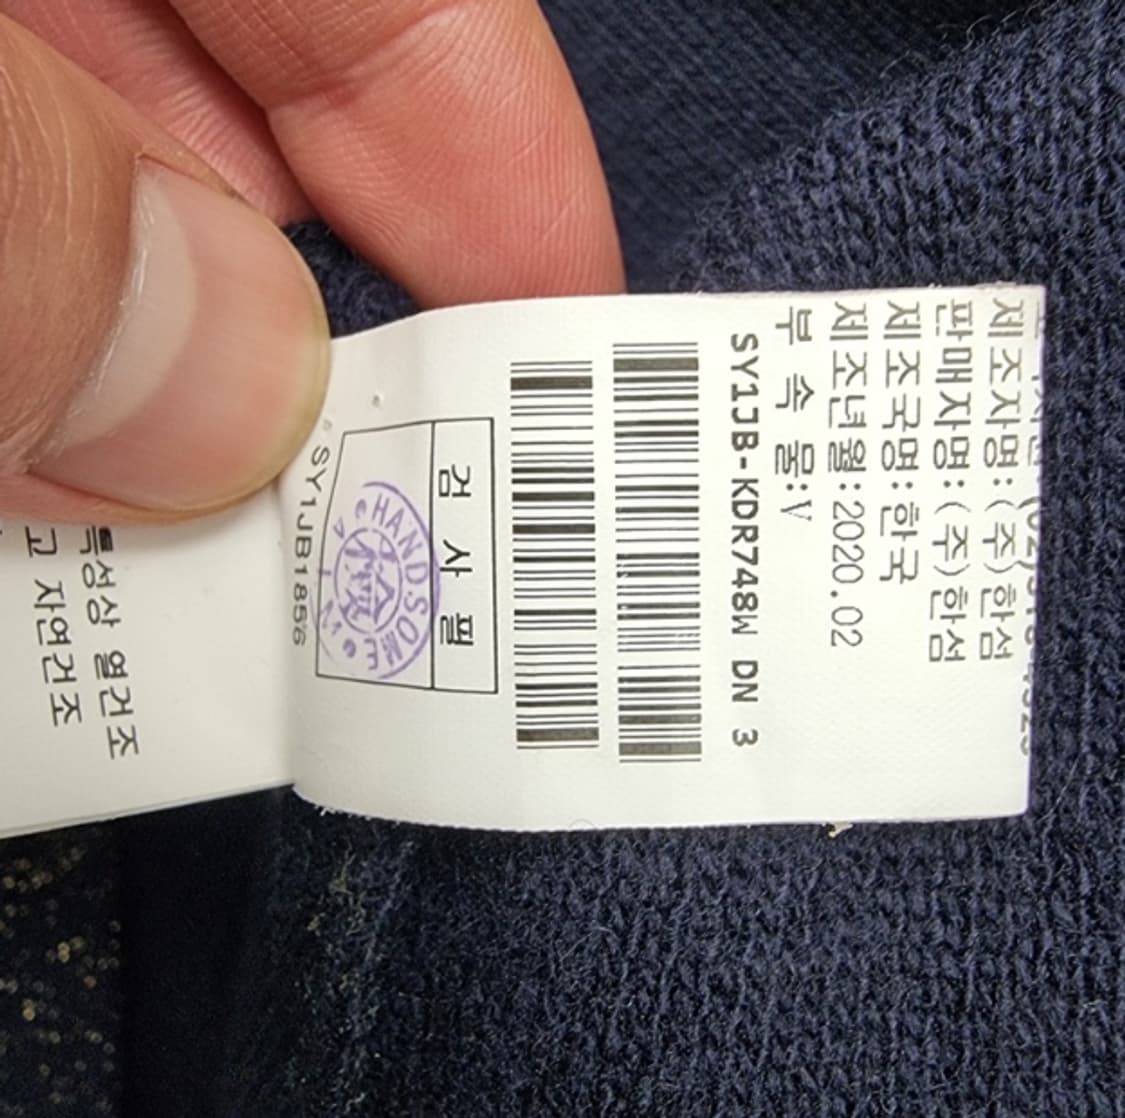 제조자명: (주)한섬
판매자명: (주)한섬
제조국명: 한국
제조년월: 2020.02
부 속 물: V
SY1JB-KDR748W DN 3
검 사 필
HANDSOME
SY1JB1856
특성상 열건조
고 자연건조